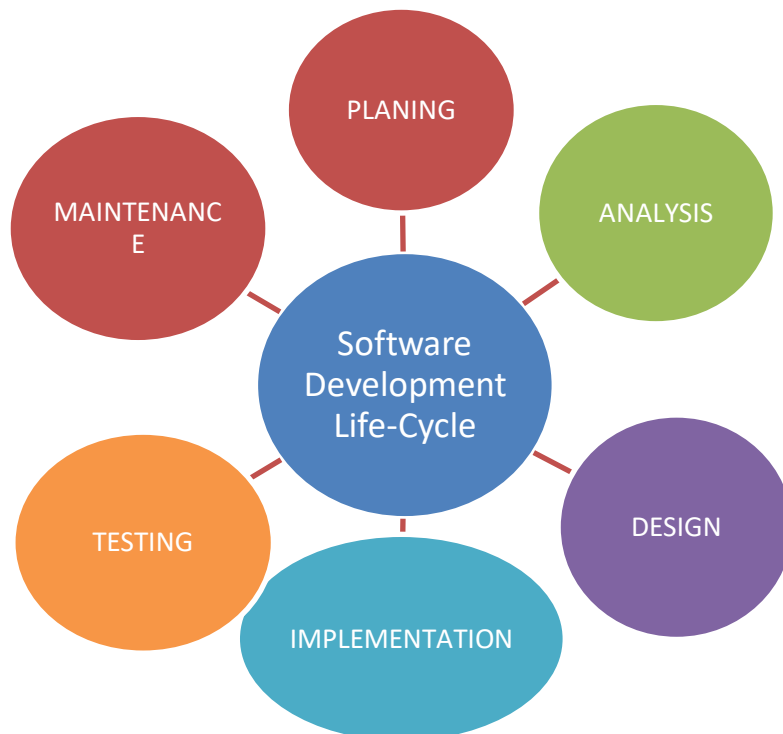 PLANING
ANALYSIS
MAINTENANC
E
Software
Development
Life-Cycle
DESIGN
TESTING
IMPLEMENTATION